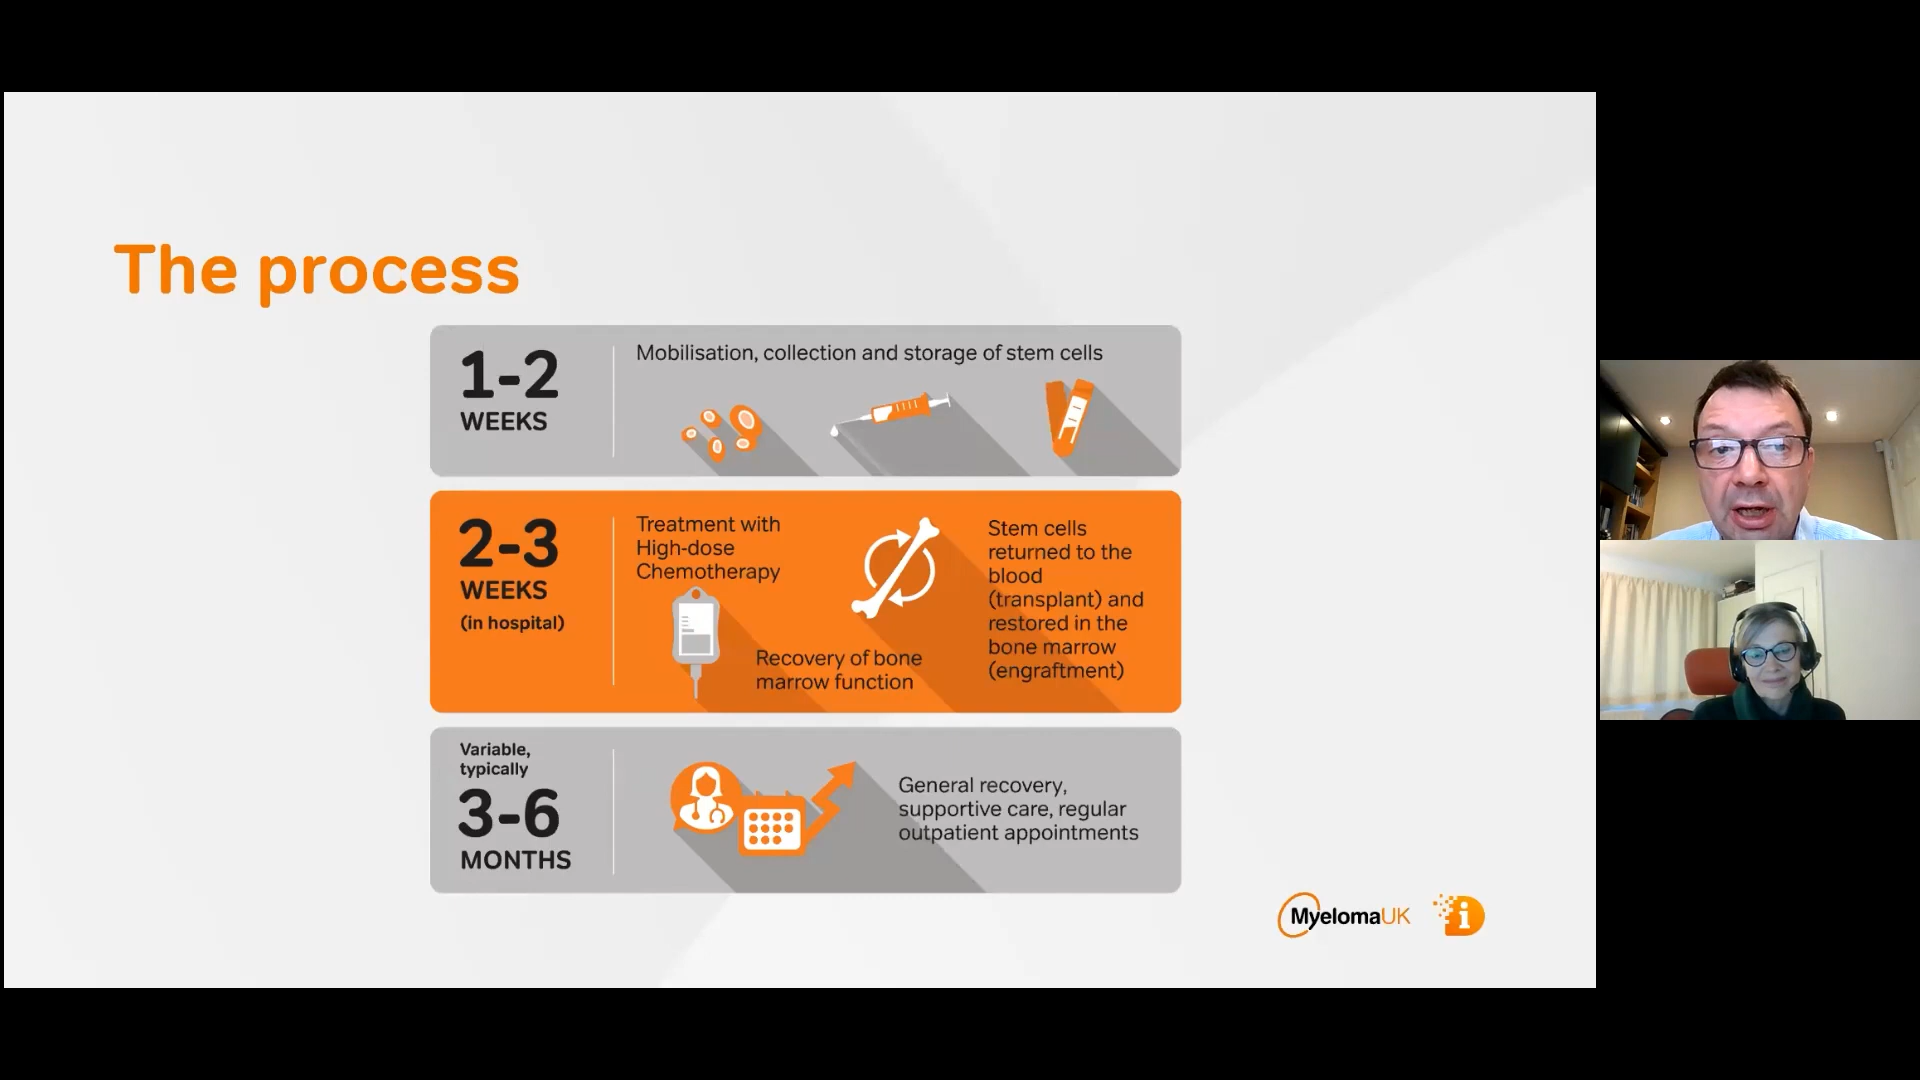 The process
1-2
WEEKS
Mobilisation, collection and storage of stem cells
2-3
WEEKS
(in hospital)
Treatment with
High-dose
Chemotherapy
Recovery of bone
marrow function
Stem cells
returned to the
blood
(transplant) and
restored in the
bone marrow
(engraftment)
Variable,
typically
3-6
MONTHS
General recovery,
supportive care, regular
outpatient appointments
MyelomaUK
i